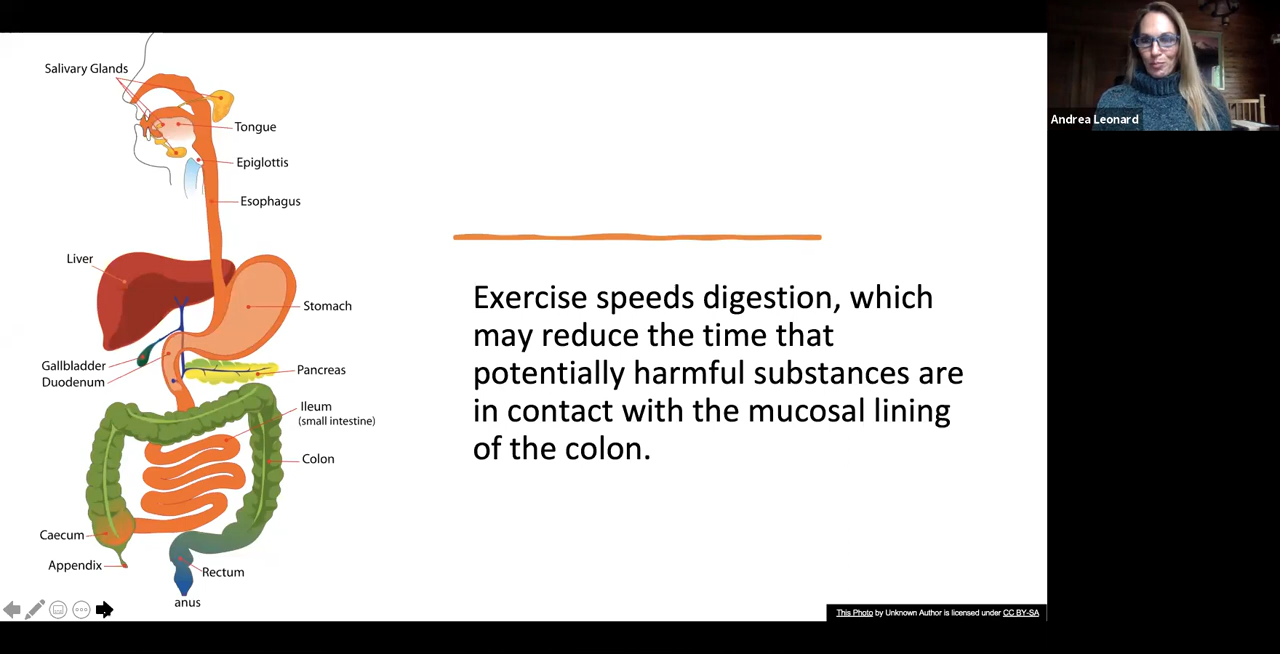 Salivary Glands
Tongue
Epiglottis
Esophagus
Liver
Stomach
Gallbladder
Duodenum
Pancreas
Ileum
(small intestine)
Colon
Caecum
Appendix
Rectum
anus
Exercise speeds digestion, which
may reduce the time that
potentially harmful substances are
in contact with the mucosal lining
of the colon.
This Photo by Unknown Author is licensed under CC BY-SA
Andrea Leonard